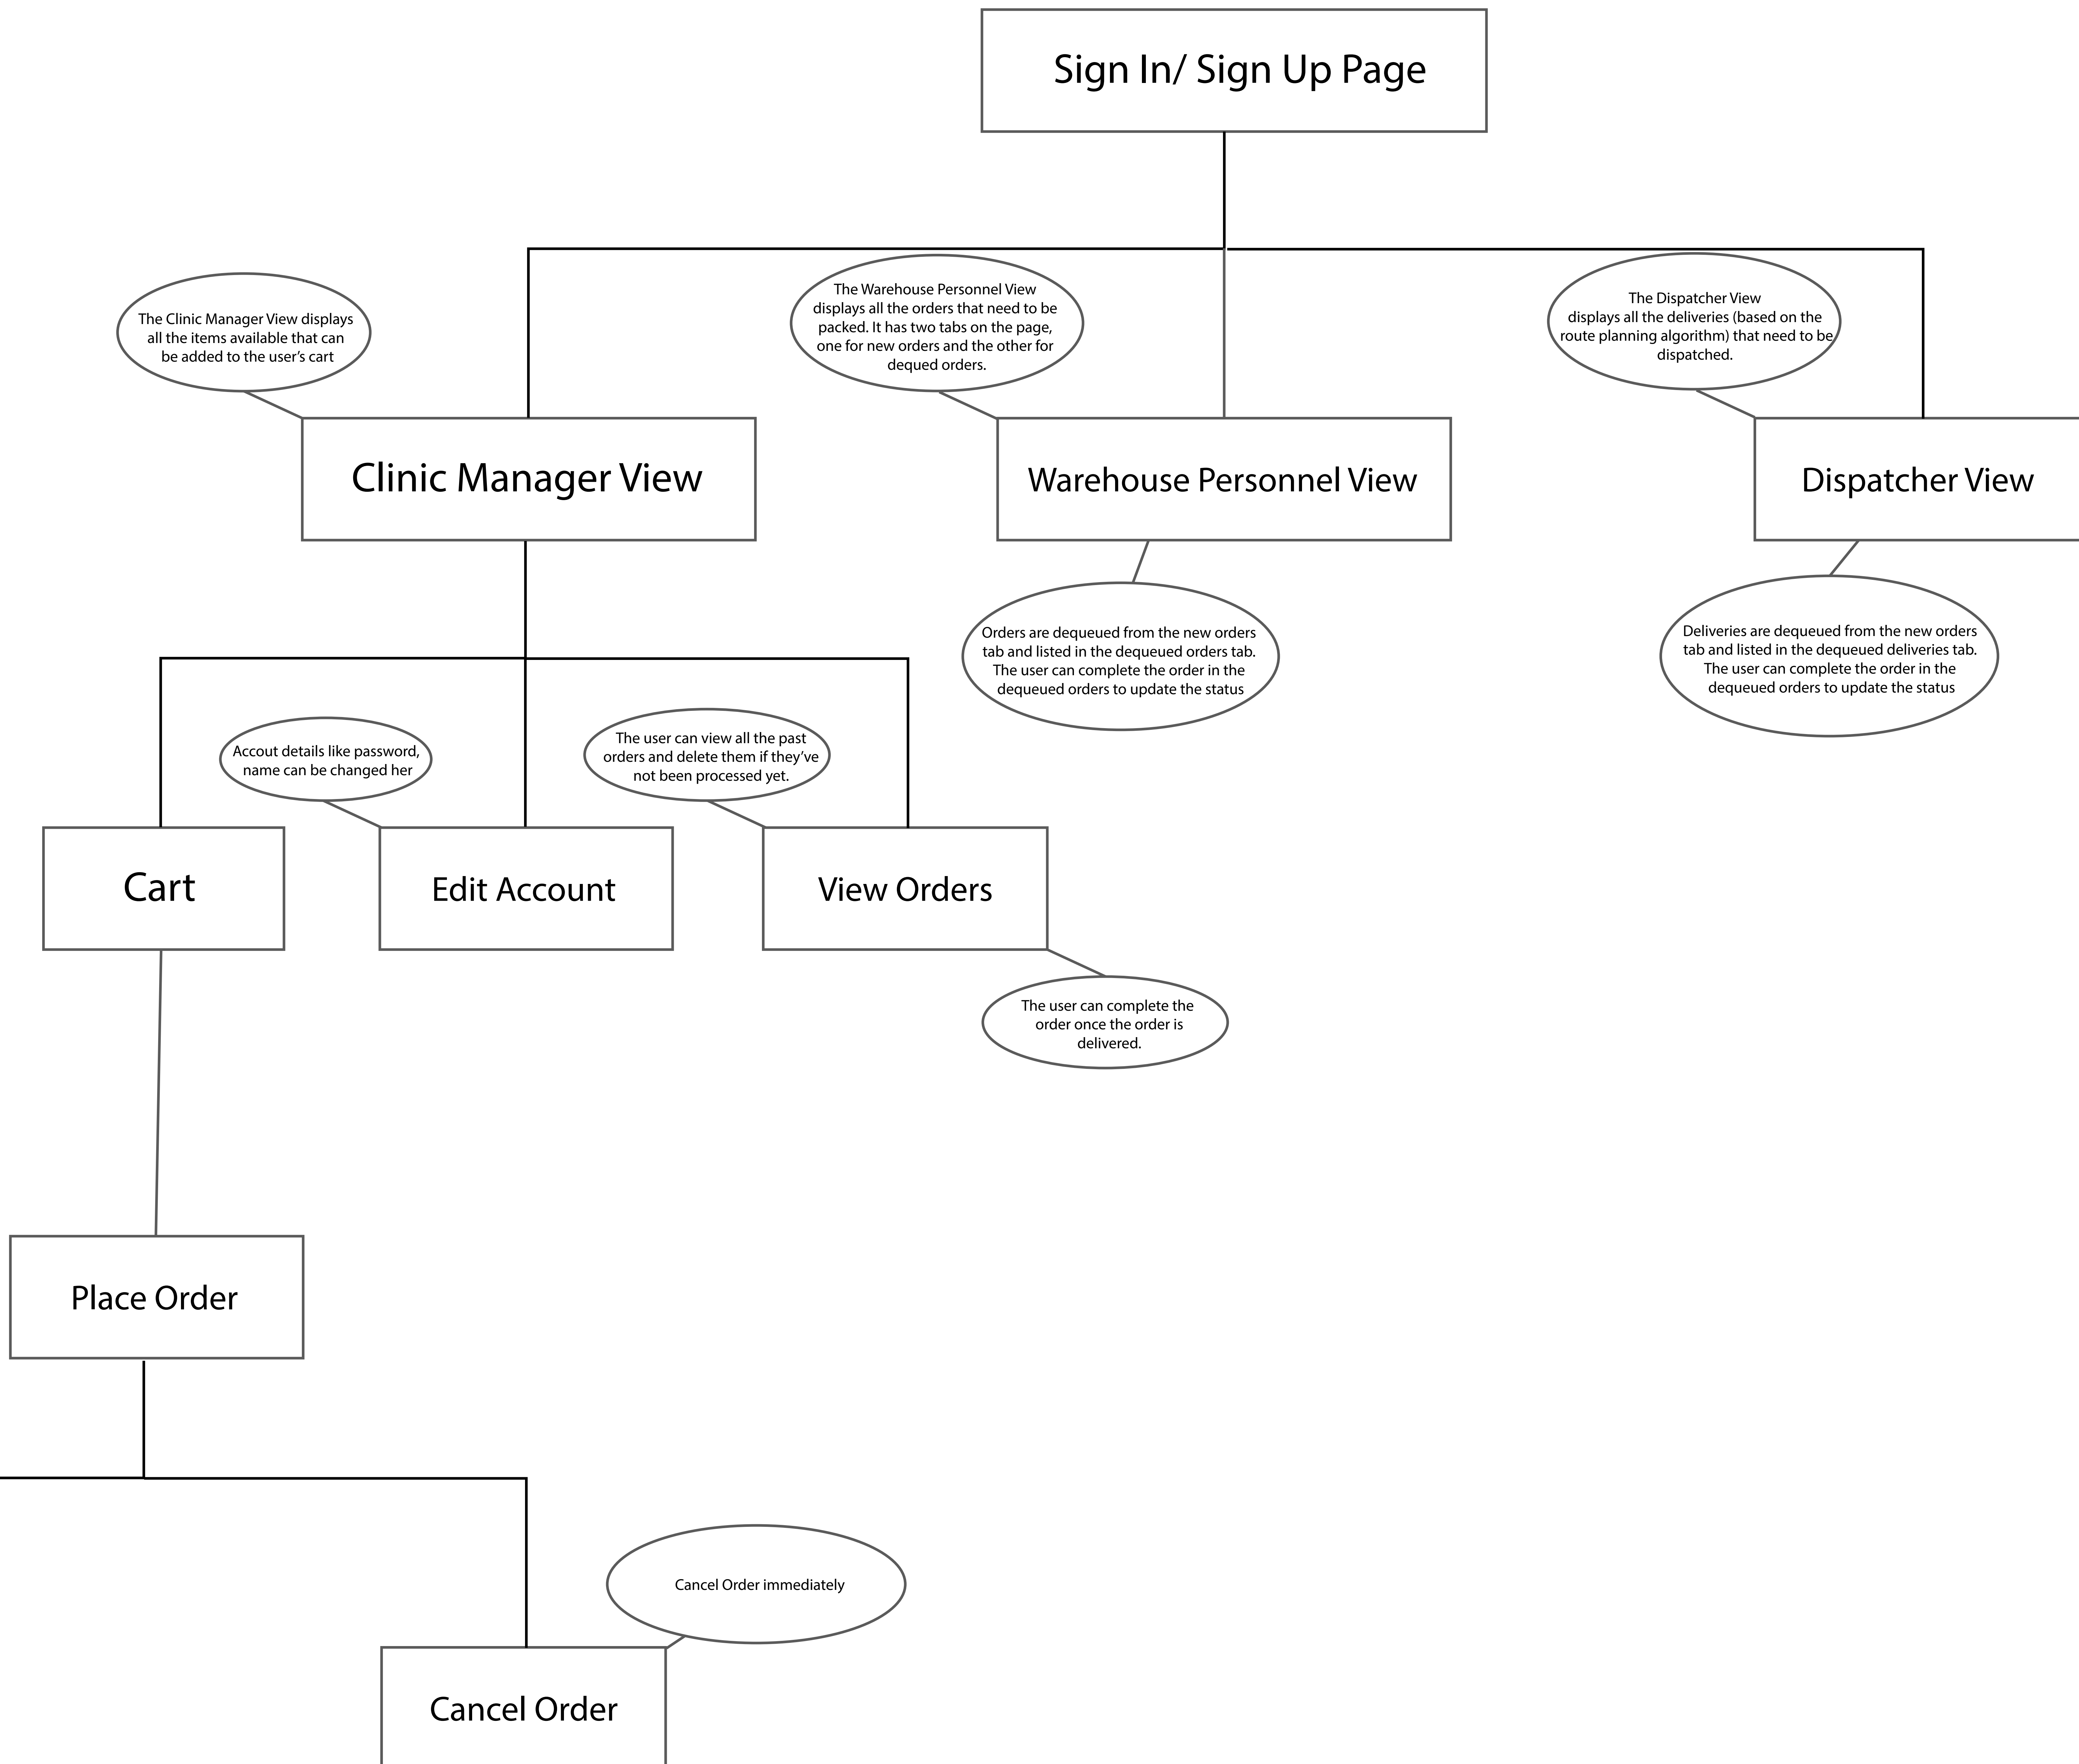 Sign In/ Sign Up Page
The Clinic Manager View displays
all the items available that can
be added to the user's cart
The Warehouse Personnel View
displays all the orders that need to be
packed. It has two tabs on the page,
one for new orders and the other for
dequed orders.
The Dispatcher View
displays all the deliveries (based on the
route planning algorithm) that need to be
dispatched.
Clinic Manager View
Warehouse Personnel View
Dispatcher View
Orders are dequeued from the new orders
tab and listed in the dequeued orders tab.
The user can complete the order in the
dequeued orders to update the status
Deliveries are dequeued from the new orders
tab and listed in the dequeued deliveries tab.
The user can complete the order in the
dequeued orders to update the status
Accout details like password,
name can be changed her
The user can view all the past
orders and delete them if they've
not been processed yet.
Cart
Edit Account
View Orders
The user can complete the
order once the order is
delivered.
Place Order
Cancel Order immediately
Cancel Order